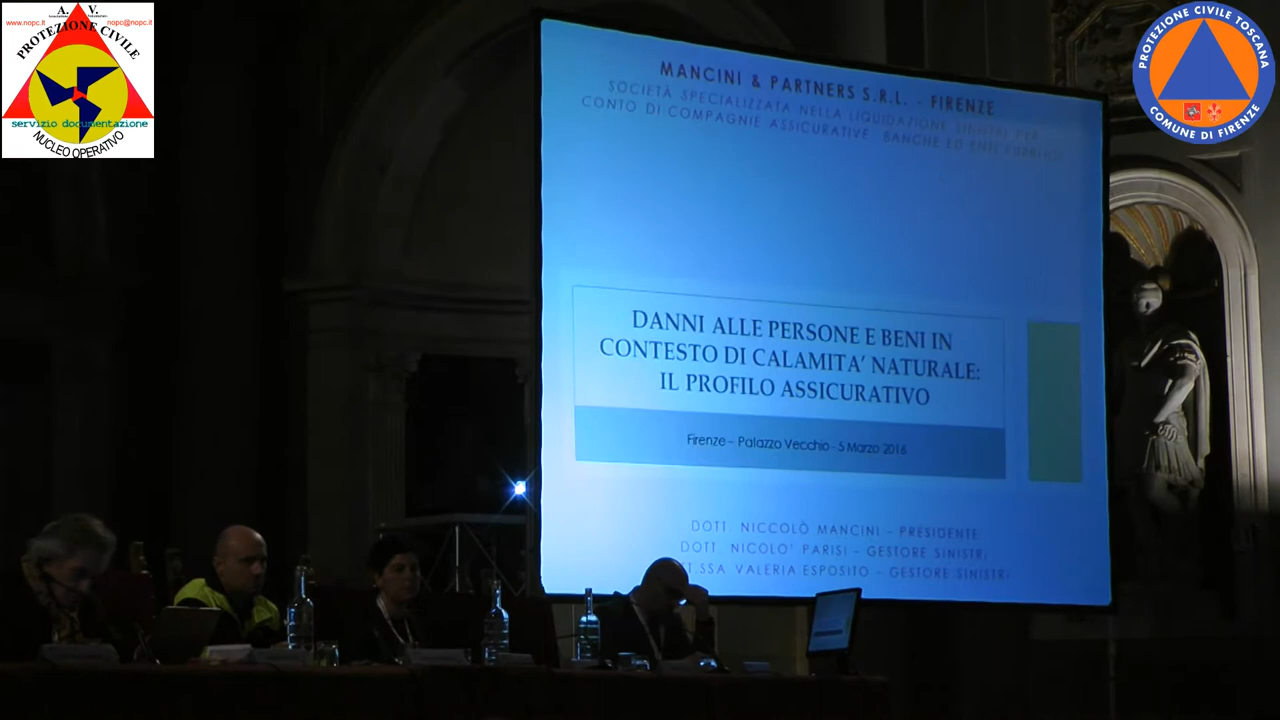 A. V.
www.nopc.it
nopc@nopc.it
PROTEZIONE CIVILE
servizio documentazione
NUCLEO OPERATIVO
PROTEZIONE CIVILE TOSCANA
COMUNE DI FIRENZE
MANCINI & PARTNERS S.R.L. - FIRENZE
SOCIETÀ SPECIALIZZATA NELLA LIQUIDAZIONE SINISTRI PER
CONTO DI COMPAGNIE ASSICURATIVE, BANCHE ED ENTI PUBBLICI
DANNI ALLE PERSONE E BENI IN
CONTESTO DI CALAMITA' NATURALE:
IL PROFILO ASSICURATIVO
Firenze – Palazzo Vecchio - 5 Marzo 2016
DOTT. NICCOLÒ MANCINI – PRESIDENTE
DOTT. NICOLO' PARISI – GESTORE SINISTRI
T.SSA VALERIA ESPOSITO – GESTORE SINISTRI